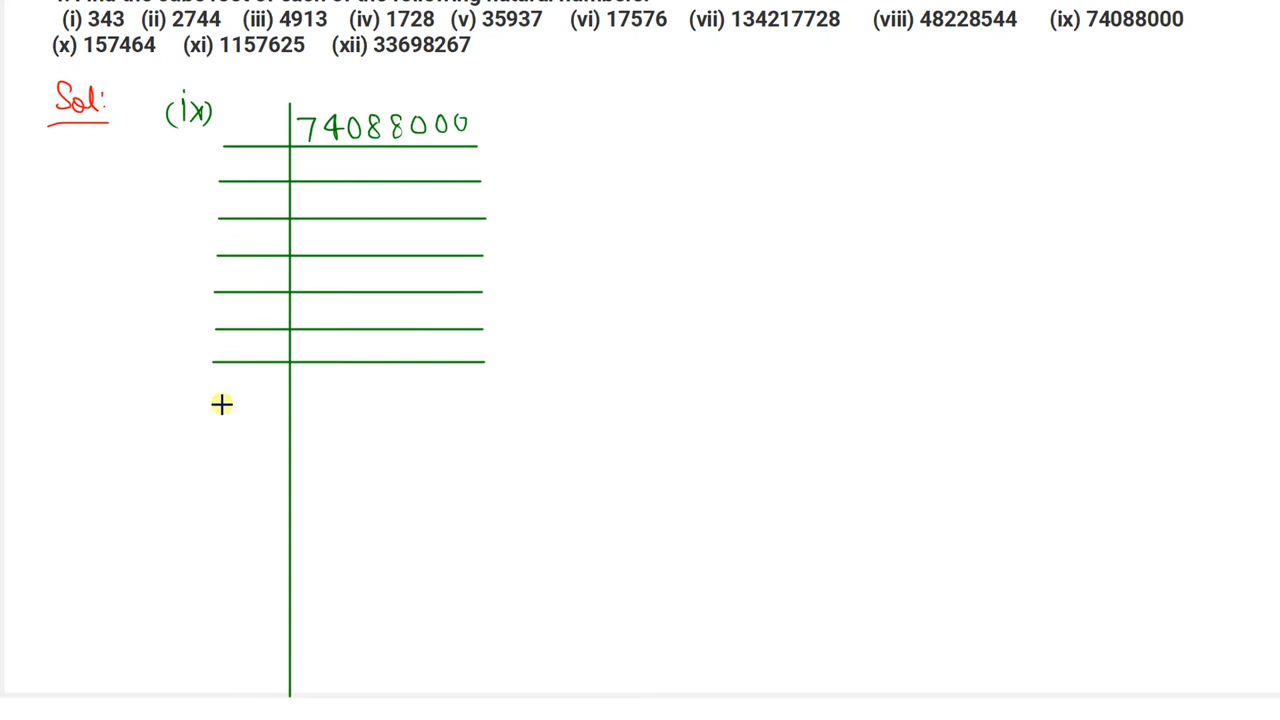 (i) 343 (ii) 2744 (iii) 4913 (iv) 1728 (v) 35937 (vi) 17576 (vii) 134217728 (viii) 48228544 (ix) 74088000
(x) 157464 (xi) 1157625 (xii) 33698267
Sol:
(ix)
74088000